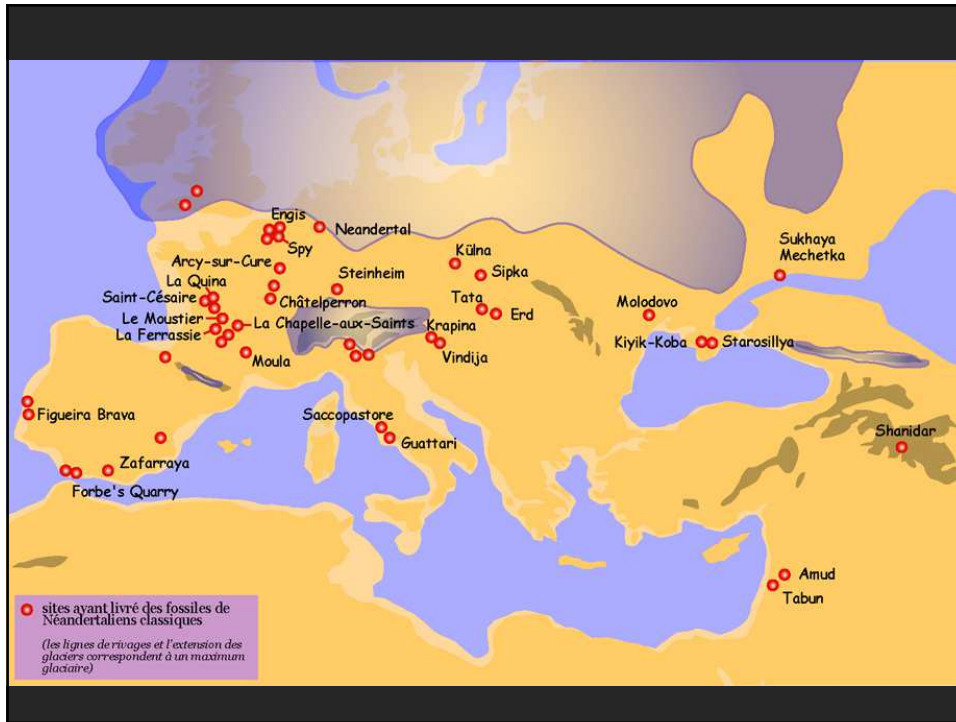 Engis
Neandertal
Spy
Sukhaya
Mechetka
Arcy-sur-Cure
Külna
Steinheim
Sipka
La Quina
Saint-Césaire
Châtelperron
Tata
Erd
Molodovo
Le Moustier
La Chapelle-aux-Saints
Krapina
La Ferrassie
Kiyik-Koba
Starosillya
Moula
Vindija
Figueira Brava
Saccopastore
Guattari
Shanidar
Zafarraya
Forbe's Quarry
Amud
Tabun
sites ayant livré des fossiles de
Néandertaliens classiques
(les lignes de rivages et l'extension des
glaciers correspondent à un maximum
glaciaire)